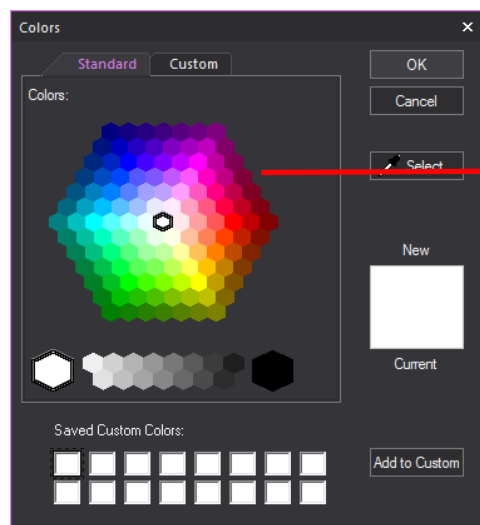 Colors
Standard Custom
OK
Colors:
Cancel
Select
New
Current
Saved Custom Colors:
Add to Custom